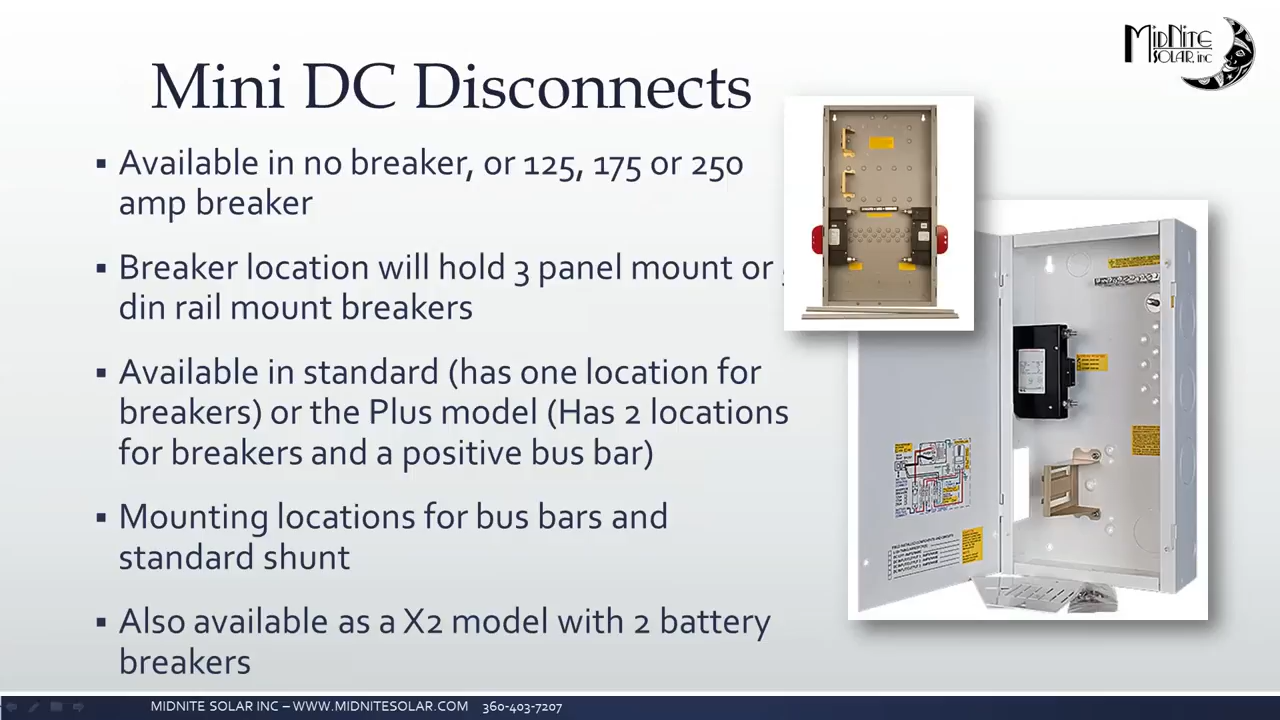 MIDNITE
SOLAR, INC
Mini DC Disconnects
▪ Available in no breaker, or 125, 175 or 250
amp breaker
▪ Breaker location will hold 3 panel mount or
din rail mount breakers
▪ Available in standard (has one location for
breakers) or the Plus model (Has 2 locations
for breakers and a positive bus bar)
▪ Mounting locations for bus bars and
standard shunt
▪ Also available as a X2 model with 2 battery
breakers
MIDNITE SOLAR INC – WWW.MIDNITESOLAR.COM 360-403-7207